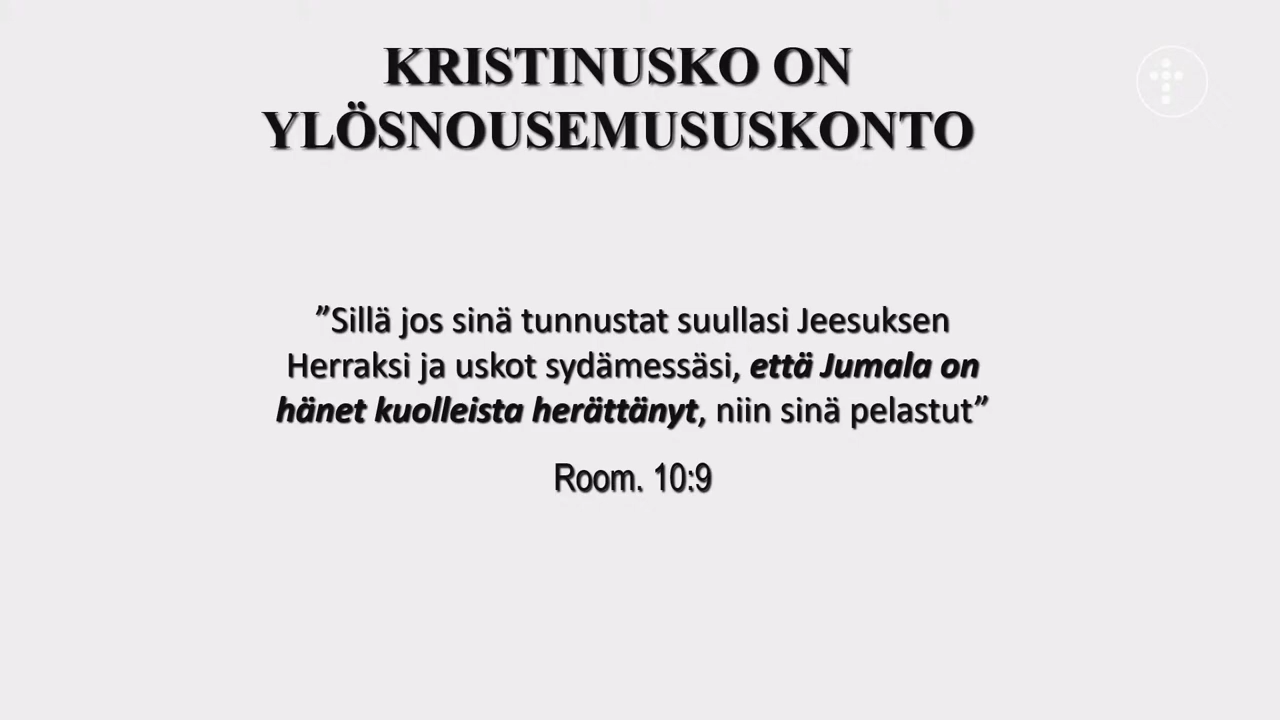 KRISTINUSKO ON
YLÖSNOUSEMUSUSKONTO
”Sillä jos sinä tunnustat suullasi Jeesuksen
Herraksi ja uskot sydämessäsi, että Jumala on
hänet kuolleista herättänyt, niin sinä pelastut”
Room. 10:9